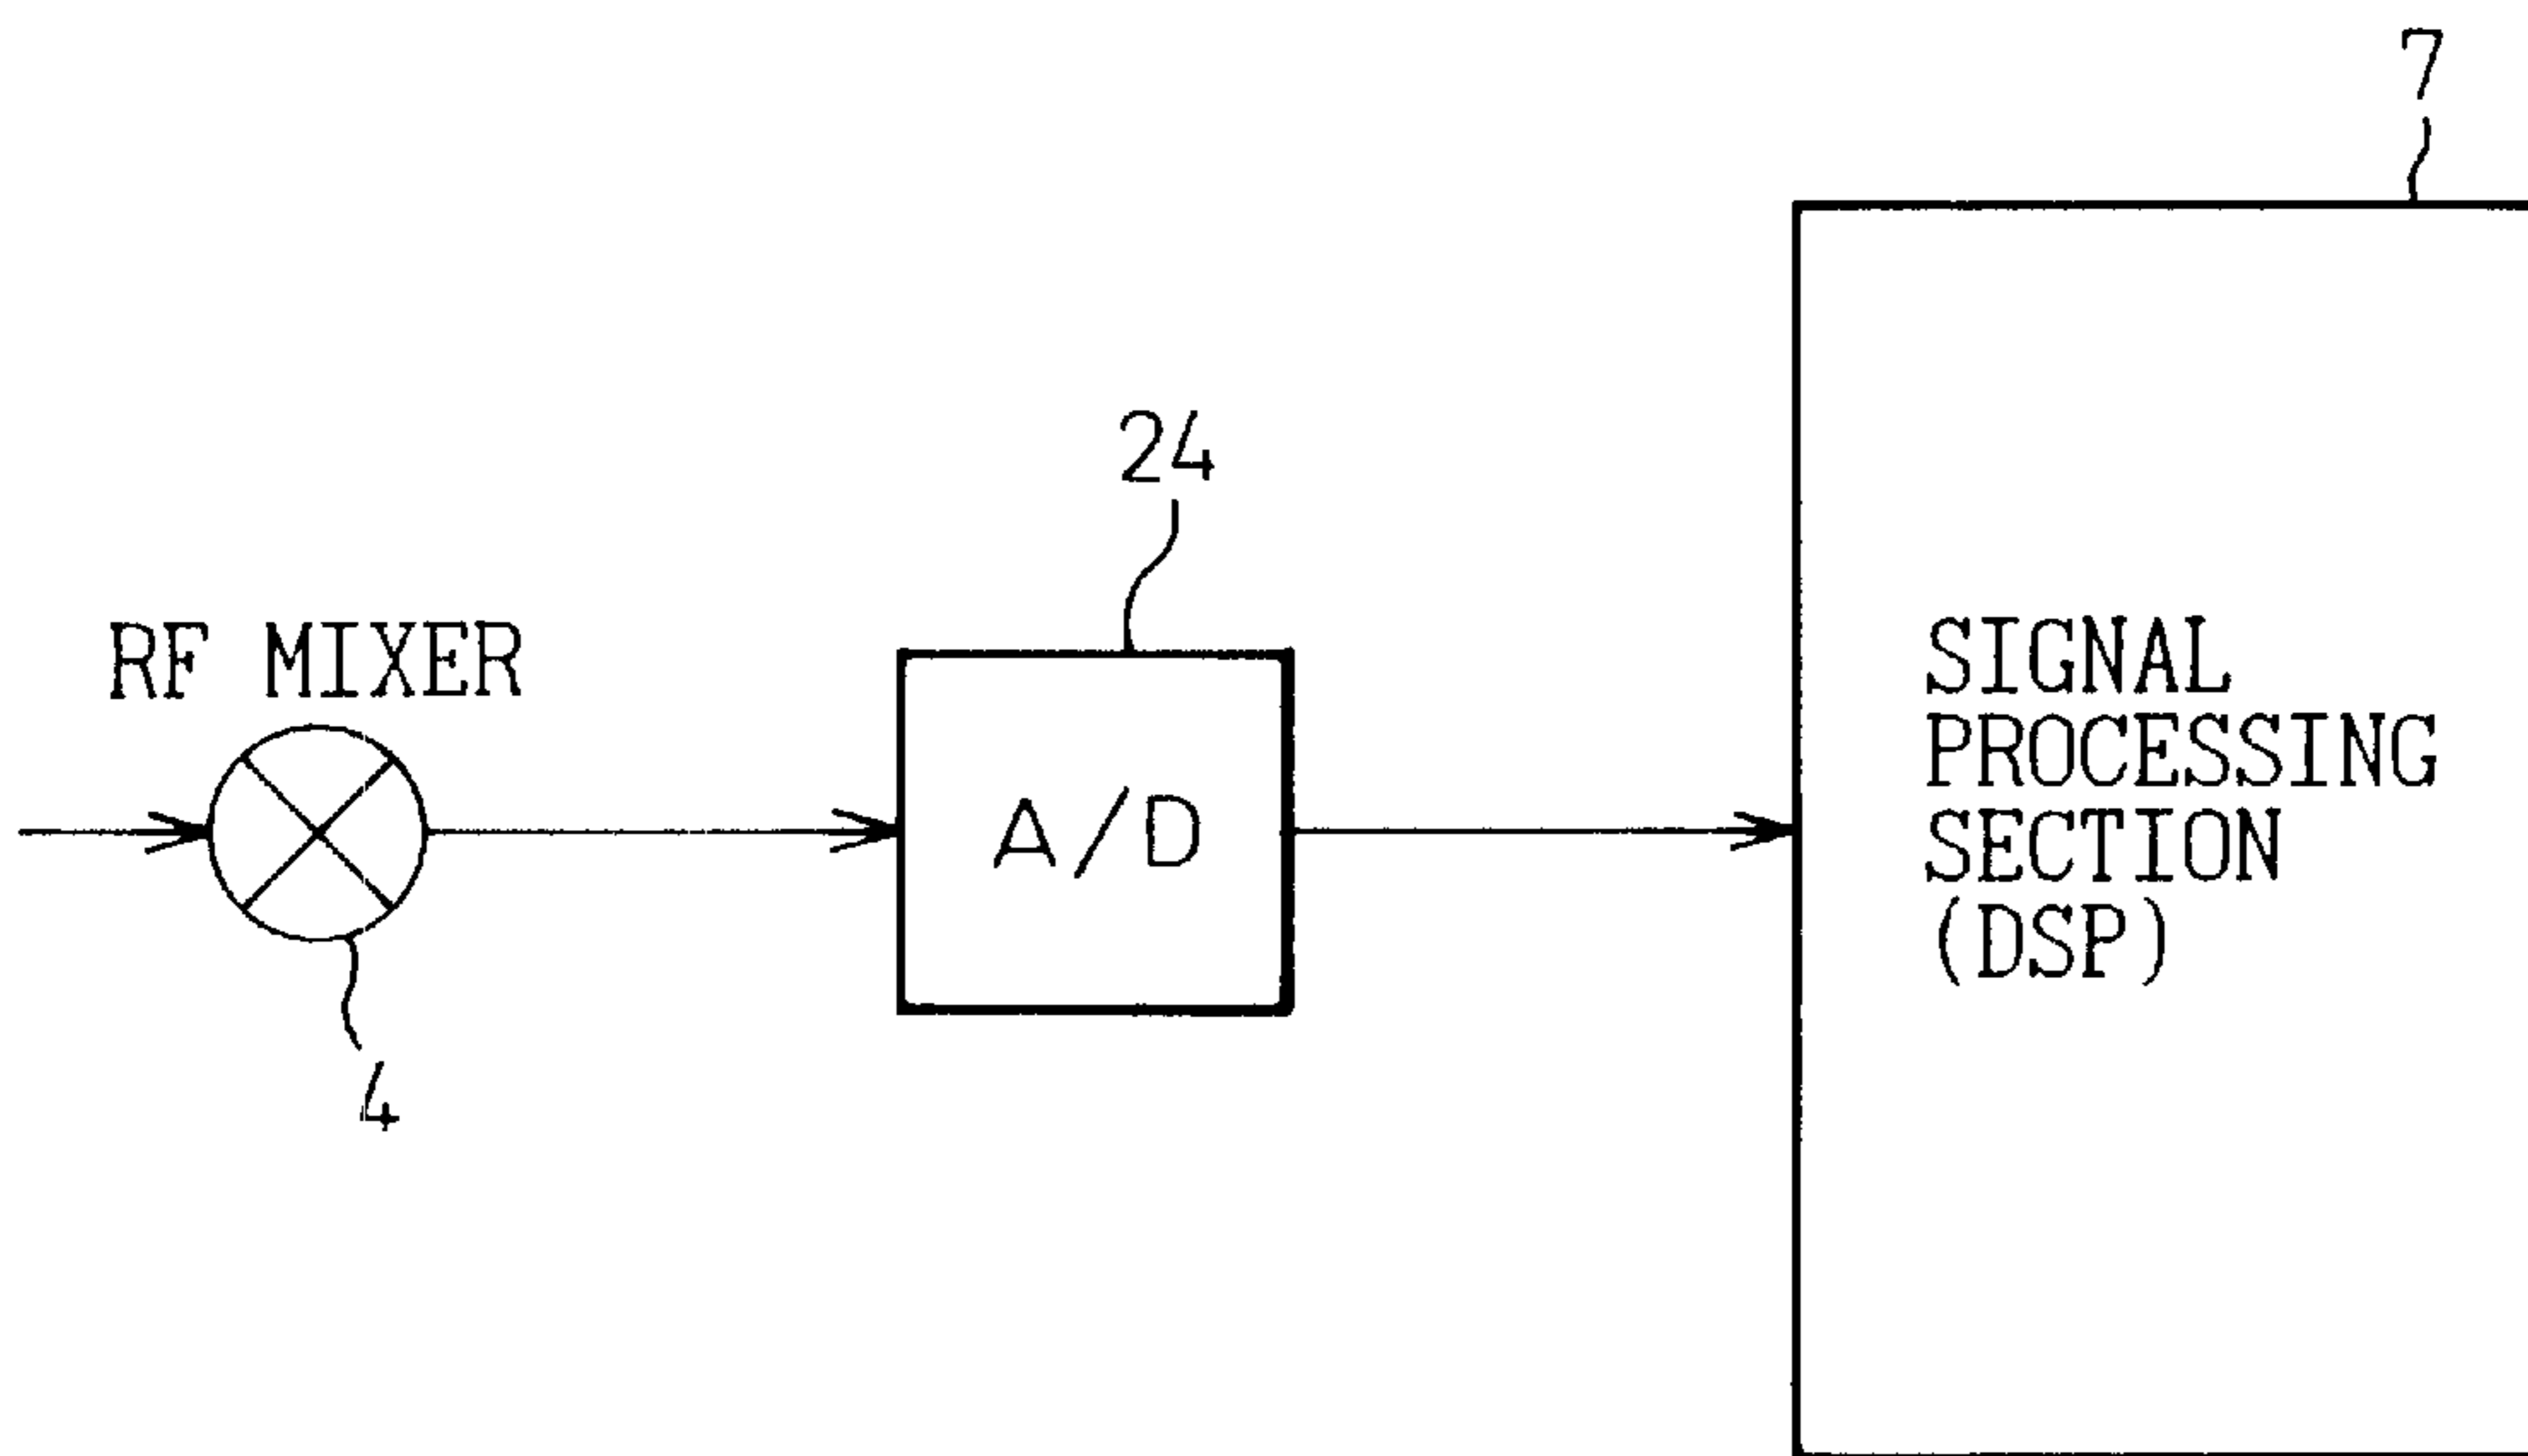 7
24
RF MIXER
A/D
SIGNAL
PROCESSING
SECTION
(DSP)
4